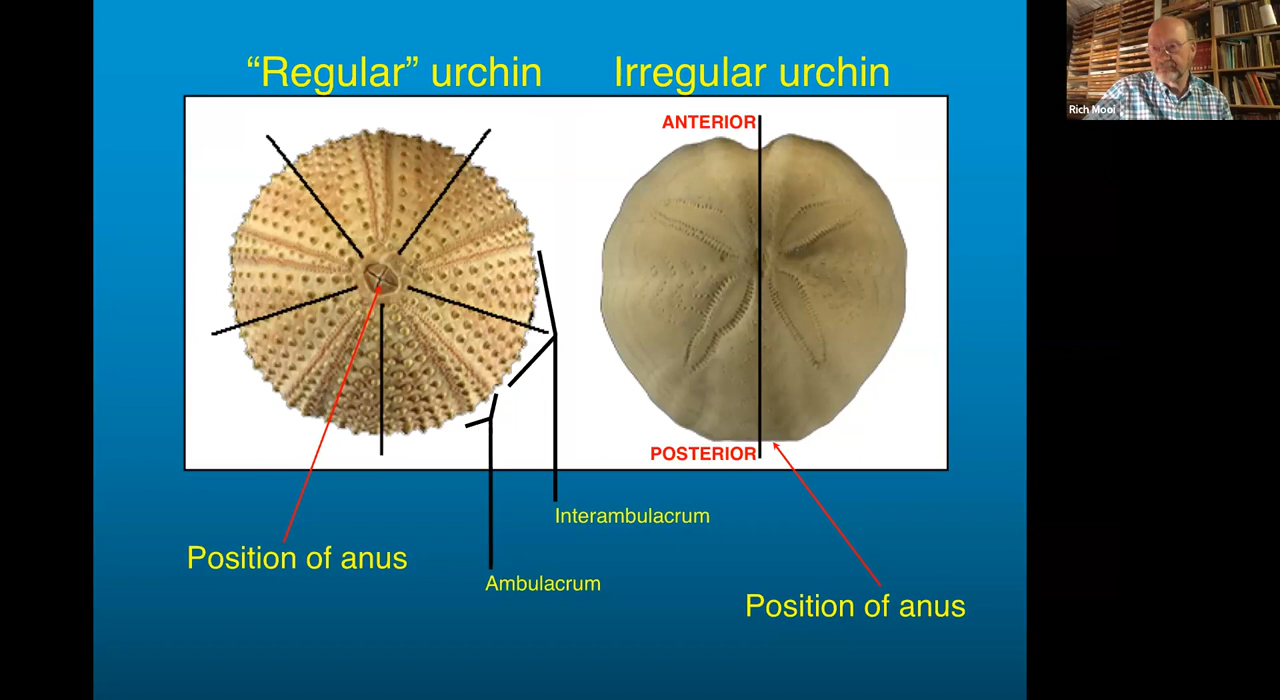 “Regular” urchin
Irregular urchin
ANTERIOR
POSTERIOR
Interambulacrum
Position of anus
Ambulacrum
Position of anus
Rich Mooi